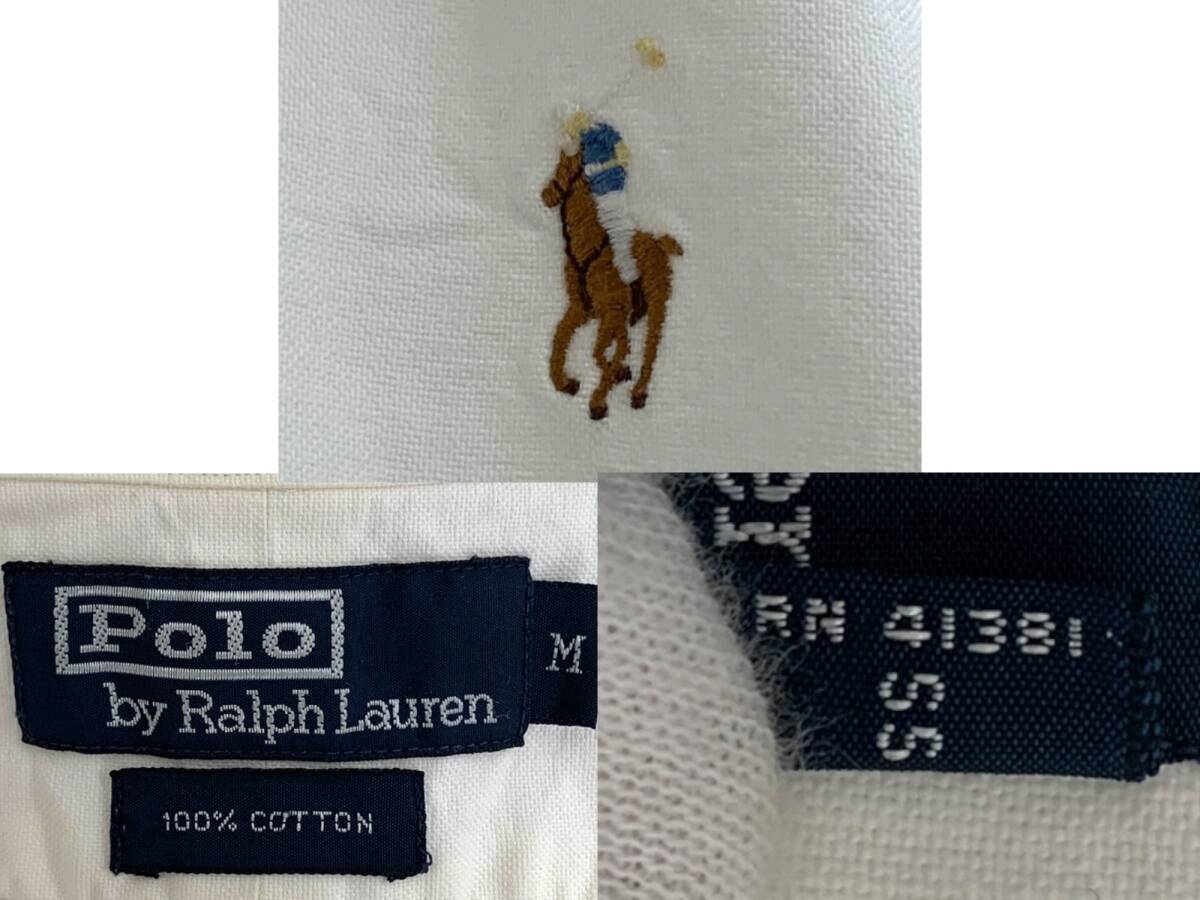 Polo
by Ralph Lauren
M
100% COTTON
RN 41381
SS